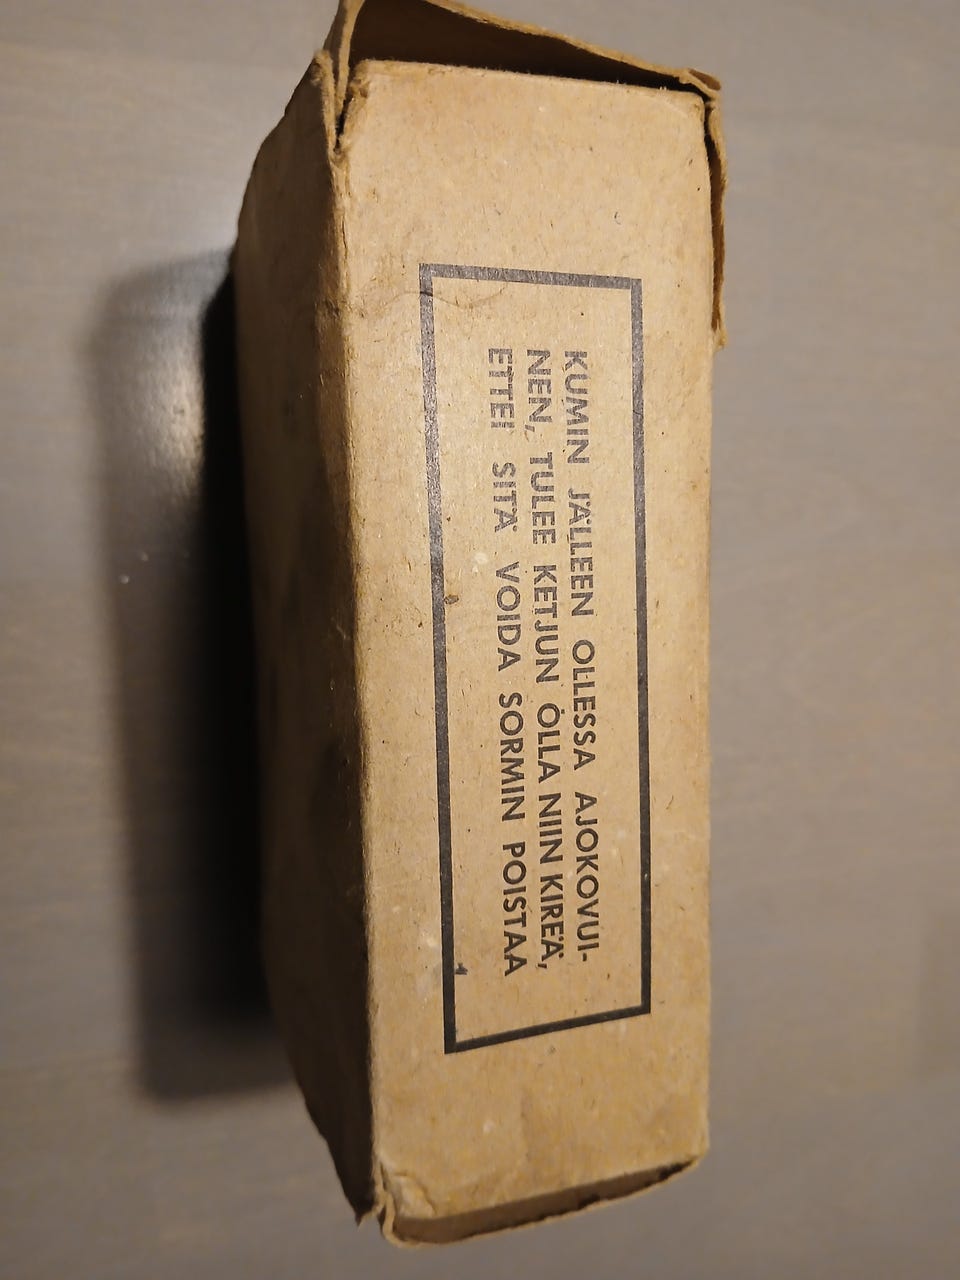 KUMIN JÄLLEEN OLLESSA AJOKOVUI-
NEN, TULEE KETJUN OLLA NIIN KIREÄ,
ETTEI SITÄ VOIDA SORMIN POISTAA